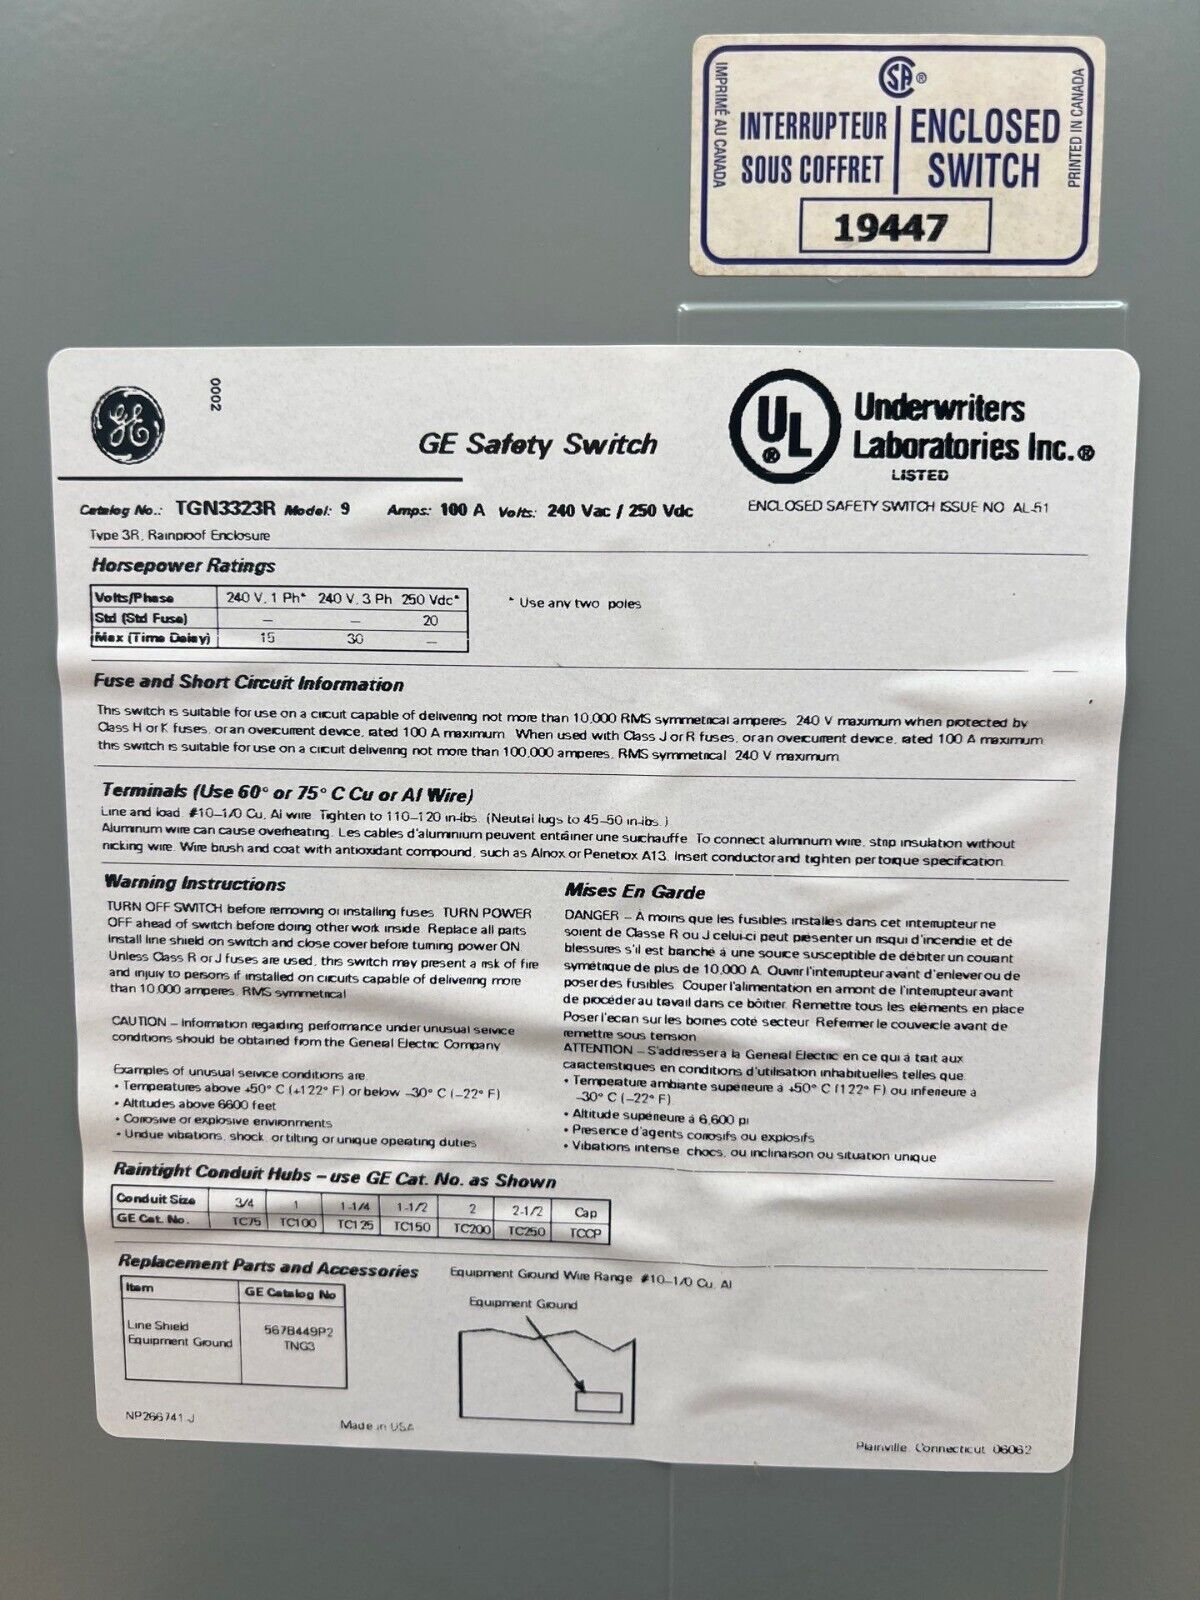 CSA ®
IMPRIMÉ AU CANADA
INTERRUPTEUR
SOUS COFFRET
ENCLOSED
SWITCH
PRINTED IN CANADA
19447
GE
0002
GE Safety Switch
UL ®
Underwriters
Laboratories Inc.®
LISTED
Catalog No.: TGN3323R Model: 9 Amps: 100 A Volts: 240 Vac / 250 Vdc
ENCLOSED SAFETY SWITCH ISSUE NO AL-51
Type 3R, Rainproof Enclosure
Horsepower Ratings
Volts/Phase 240 V, 1 Ph* 240 V, 3 Ph 250 Vdc*
Std (Std Fuse) – – 20
Max (Time Delay) 15 30 –
* Use any two poles
Fuse and Short Circuit Information
This switch is suitable for use on a circuit capable of delivering not more than 10,000 RMS symmetrical amperes 240 V maximum when protected by
Class H or K fuses, or an overcurrent device, rated 100 A maximum When used with Class J or R fuses, or an overcurrent device, rated 100 A maximum
this switch is suitable for use on a circuit delivering not more than 100,000 amperes, RMS symmetrical 240 V maximum
Terminals (Use 60° or 75° C Cu or Al Wire)
Line and load #10–1/0 Cu, Al wire Tighten to 110–120 in-lbs. (Neutral lugs to 45–50 in-lbs.)
Aluminum wire can cause overheating. Les cables d'aluminium peuvent entráiner une surchauffe. To connect aluminum wire, strip insulation without
nicking wire. Wire brush and coat with antioxidant compound, such as Alnox or Penetrox A13. Insert conductor and tighten per torque specification.
Warning Instructions
TURN OFF SWITCH before removing or installing fuses TURN POWER
OFF ahead of switch before doing other work inside Replace all parts
Install line shield on switch and close cover before turning power ON
Unless Class R or J fuses are used, this switch may present a risk of fire
and injury to persons if installed on circuits capable of delivering more
than 10,000 amperes, RMS symmetrical
CAUTION – Information regarding performance under unusual service
conditions should be obtained from the General Electric Company
Examples of unusual service conditions are
• Temperatures above +50° C (+122° F) or below –30° C (–22° F)
• Altitudes above 6600 feet
• Corrosive or explosive environments
• Undue vibrations, shock, or tilting or unique operating duties
Mises En Garde
DANGER – À moins que les fusibles installés dans cet interrupteur ne
soient de Classe R ou J celui-ci peut présenter un risqui d'incendie et de
blessures s'il est branché à une source susceptible de débiter un courant
symétrique de plus de 10,000 A. Ouvrir l'interrupteur avant d'enlever ou de
poser des fusibles Couper l'alimentation en amont de l'interrupteur avant
de procéder au travail dans ce bôitier. Remettre tous les eléments en place
Poser l'ecran sur les bornes coté secteur Refermer le couvercle avant de
remettre sous tension
ATTENTION – S'addresser à la General Electric en ce qui à trait aux
caractéristiques en conditions d'utilisation inhabituelles telles que
• Température ambiante supérieure à +50° C (122° F) ou inférieure à
–30° C (–22° F)
• Altitude supérieure à 6,600 pi
• Présence d'agents corrosifs ou explosifs
• Vibrations intense chocs, ou inclinaison ou situation unique
Raintight Conduit Hubs – use GE Cat. No. as Shown
Conduit Size 3/4 1 1-1/4 1-1/2 2 2-1/2 Cap
GE Cat. No. TC75 TC100 TC125 TC150 TC200 TC250 TCCP
Replacement Parts and Accessories
Equipment Ground Wire Range #10–1/0 Cu, Al
Item GE Catalog No
Line Shield 567B449P2
Equipment Ground TNG3
Equipment Ground
NP266741 J
Made in USA
Plainville Connecticut 06062